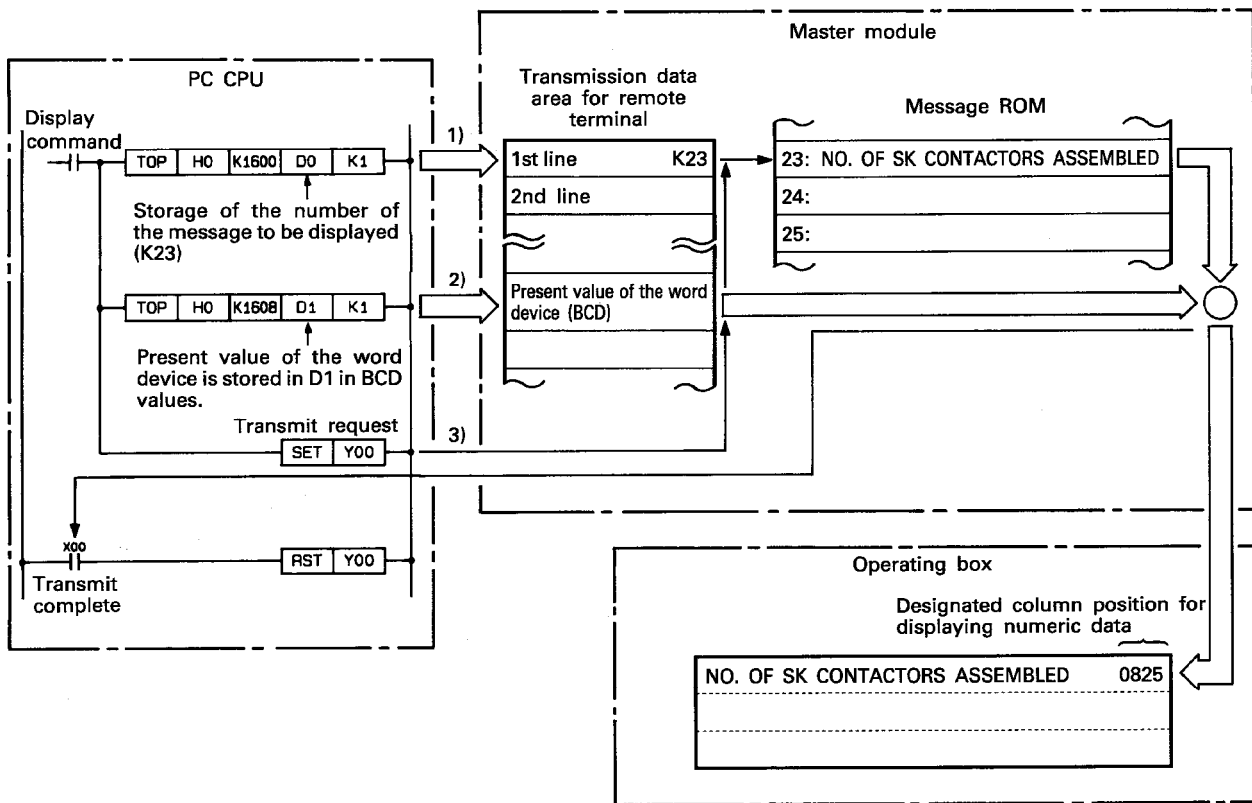 Master module
PC CPU
Transmission data
area for remote
terminal
Message ROM
Display
command
1)
TOP H0 K1600 D0 K1
1st line K23
23: NO. OF SK CONTACTORS ASSEMBLED
2nd line
24:
Storage of the number of
the message to be displayed
(K23)
25:
2)
TOP H0 K1608 D1 K1
Present value of the word
device (BCD)
Present value of the word
device is stored in D1 in BCD
values.
Transmit request
3)
SET Y00
X00
RST Y00
Transmit
complete
Operating box
Designated column position for
displaying numeric data
NO. OF SK CONTACTORS ASSEMBLED 0825